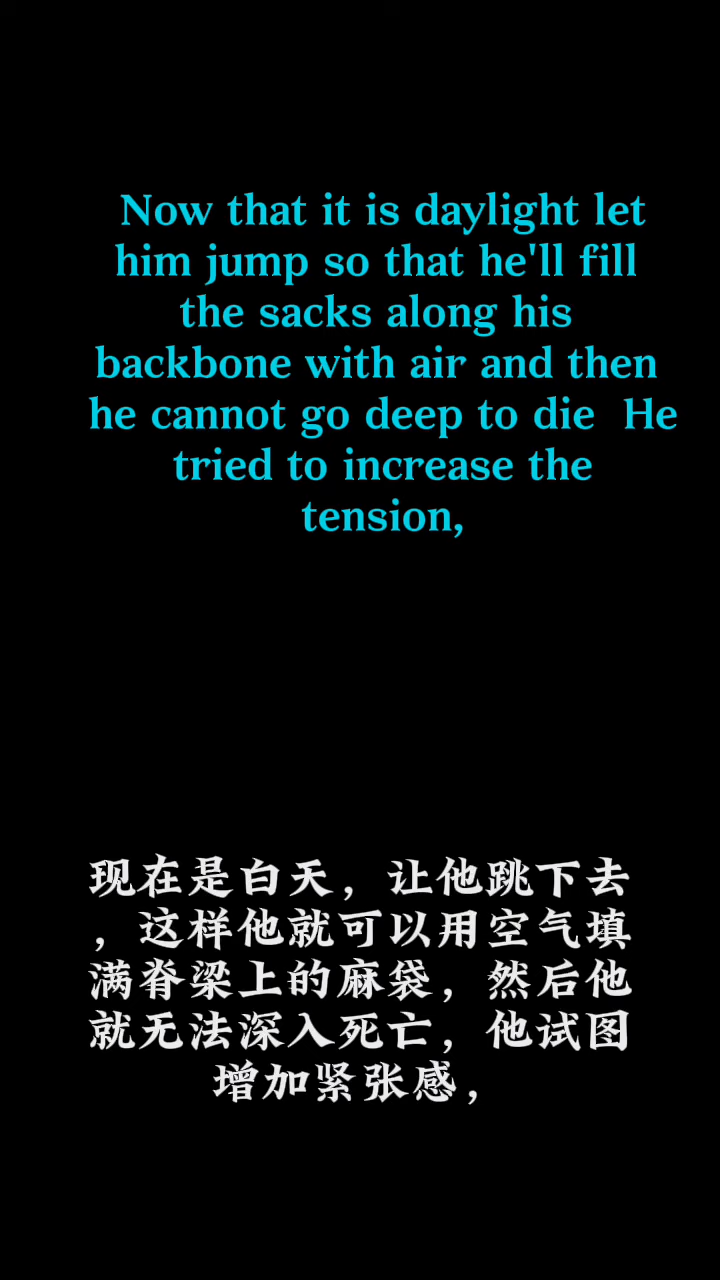 Now that it is daylight let
him jump so that he'll fill
the sacks along his
backbone with air and then
he cannot go deep to die  He
tried to increase the
tension,
现在是白天，让他跳下去
，这样他就可以用空气填
满脊梁上的麻袋，然后他
就无法深入死亡，他试图
增加紧张感，